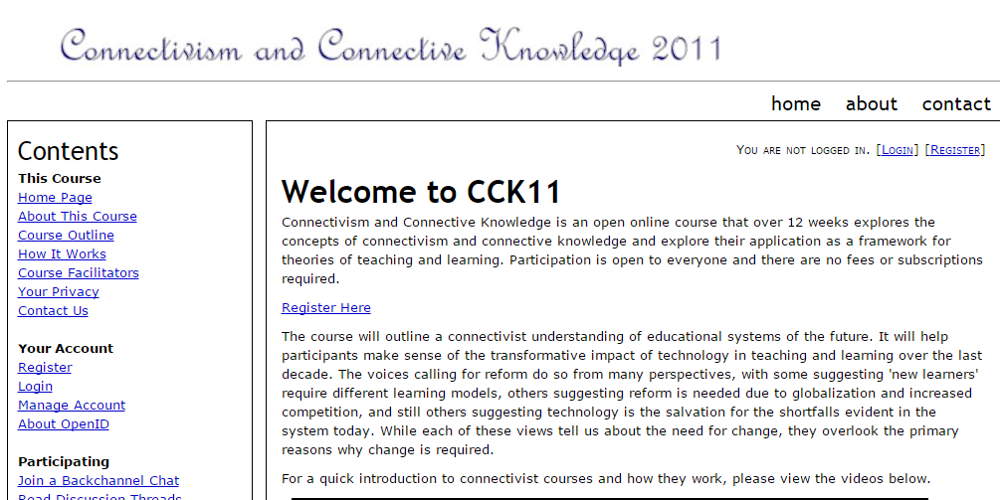 Connectivism and Connective Knowledge 2011
home about contact
Contents
This Course
Home Page
About This Course
Course Outline
How It Works
Course Facilitators
Your Privacy
Contact Us
Your Account
Register
Login
Manage Account
About OpenID
Participating
Join a Backchannel Chat
Read Discussion Threads
You are not logged in. [Login] [Register]
Welcome to CCK11
Connectivism and Connective Knowledge is an open online course that over 12 weeks explores the
concepts of connectivism and connective knowledge and explore their application as a framework for
theories of teaching and learning. Participation is open to everyone and there are no fees or subscriptions
required.
Register Here
The course will outline a connectivist understanding of educational systems of the future. It will help
participants make sense of the transformative impact of technology in teaching and learning over the last
decade. The voices calling for reform do so from many perspectives, with some suggesting 'new learners'
require different learning models, others suggesting reform is needed due to globalization and increased
competition, and still others suggesting technology is the salvation for the shortfalls evident in the
system today. While each of these views tell us about the need for change, they overlook the primary
reasons why change is required.
For a quick introduction to connectivist courses and how they work, please view the videos below.